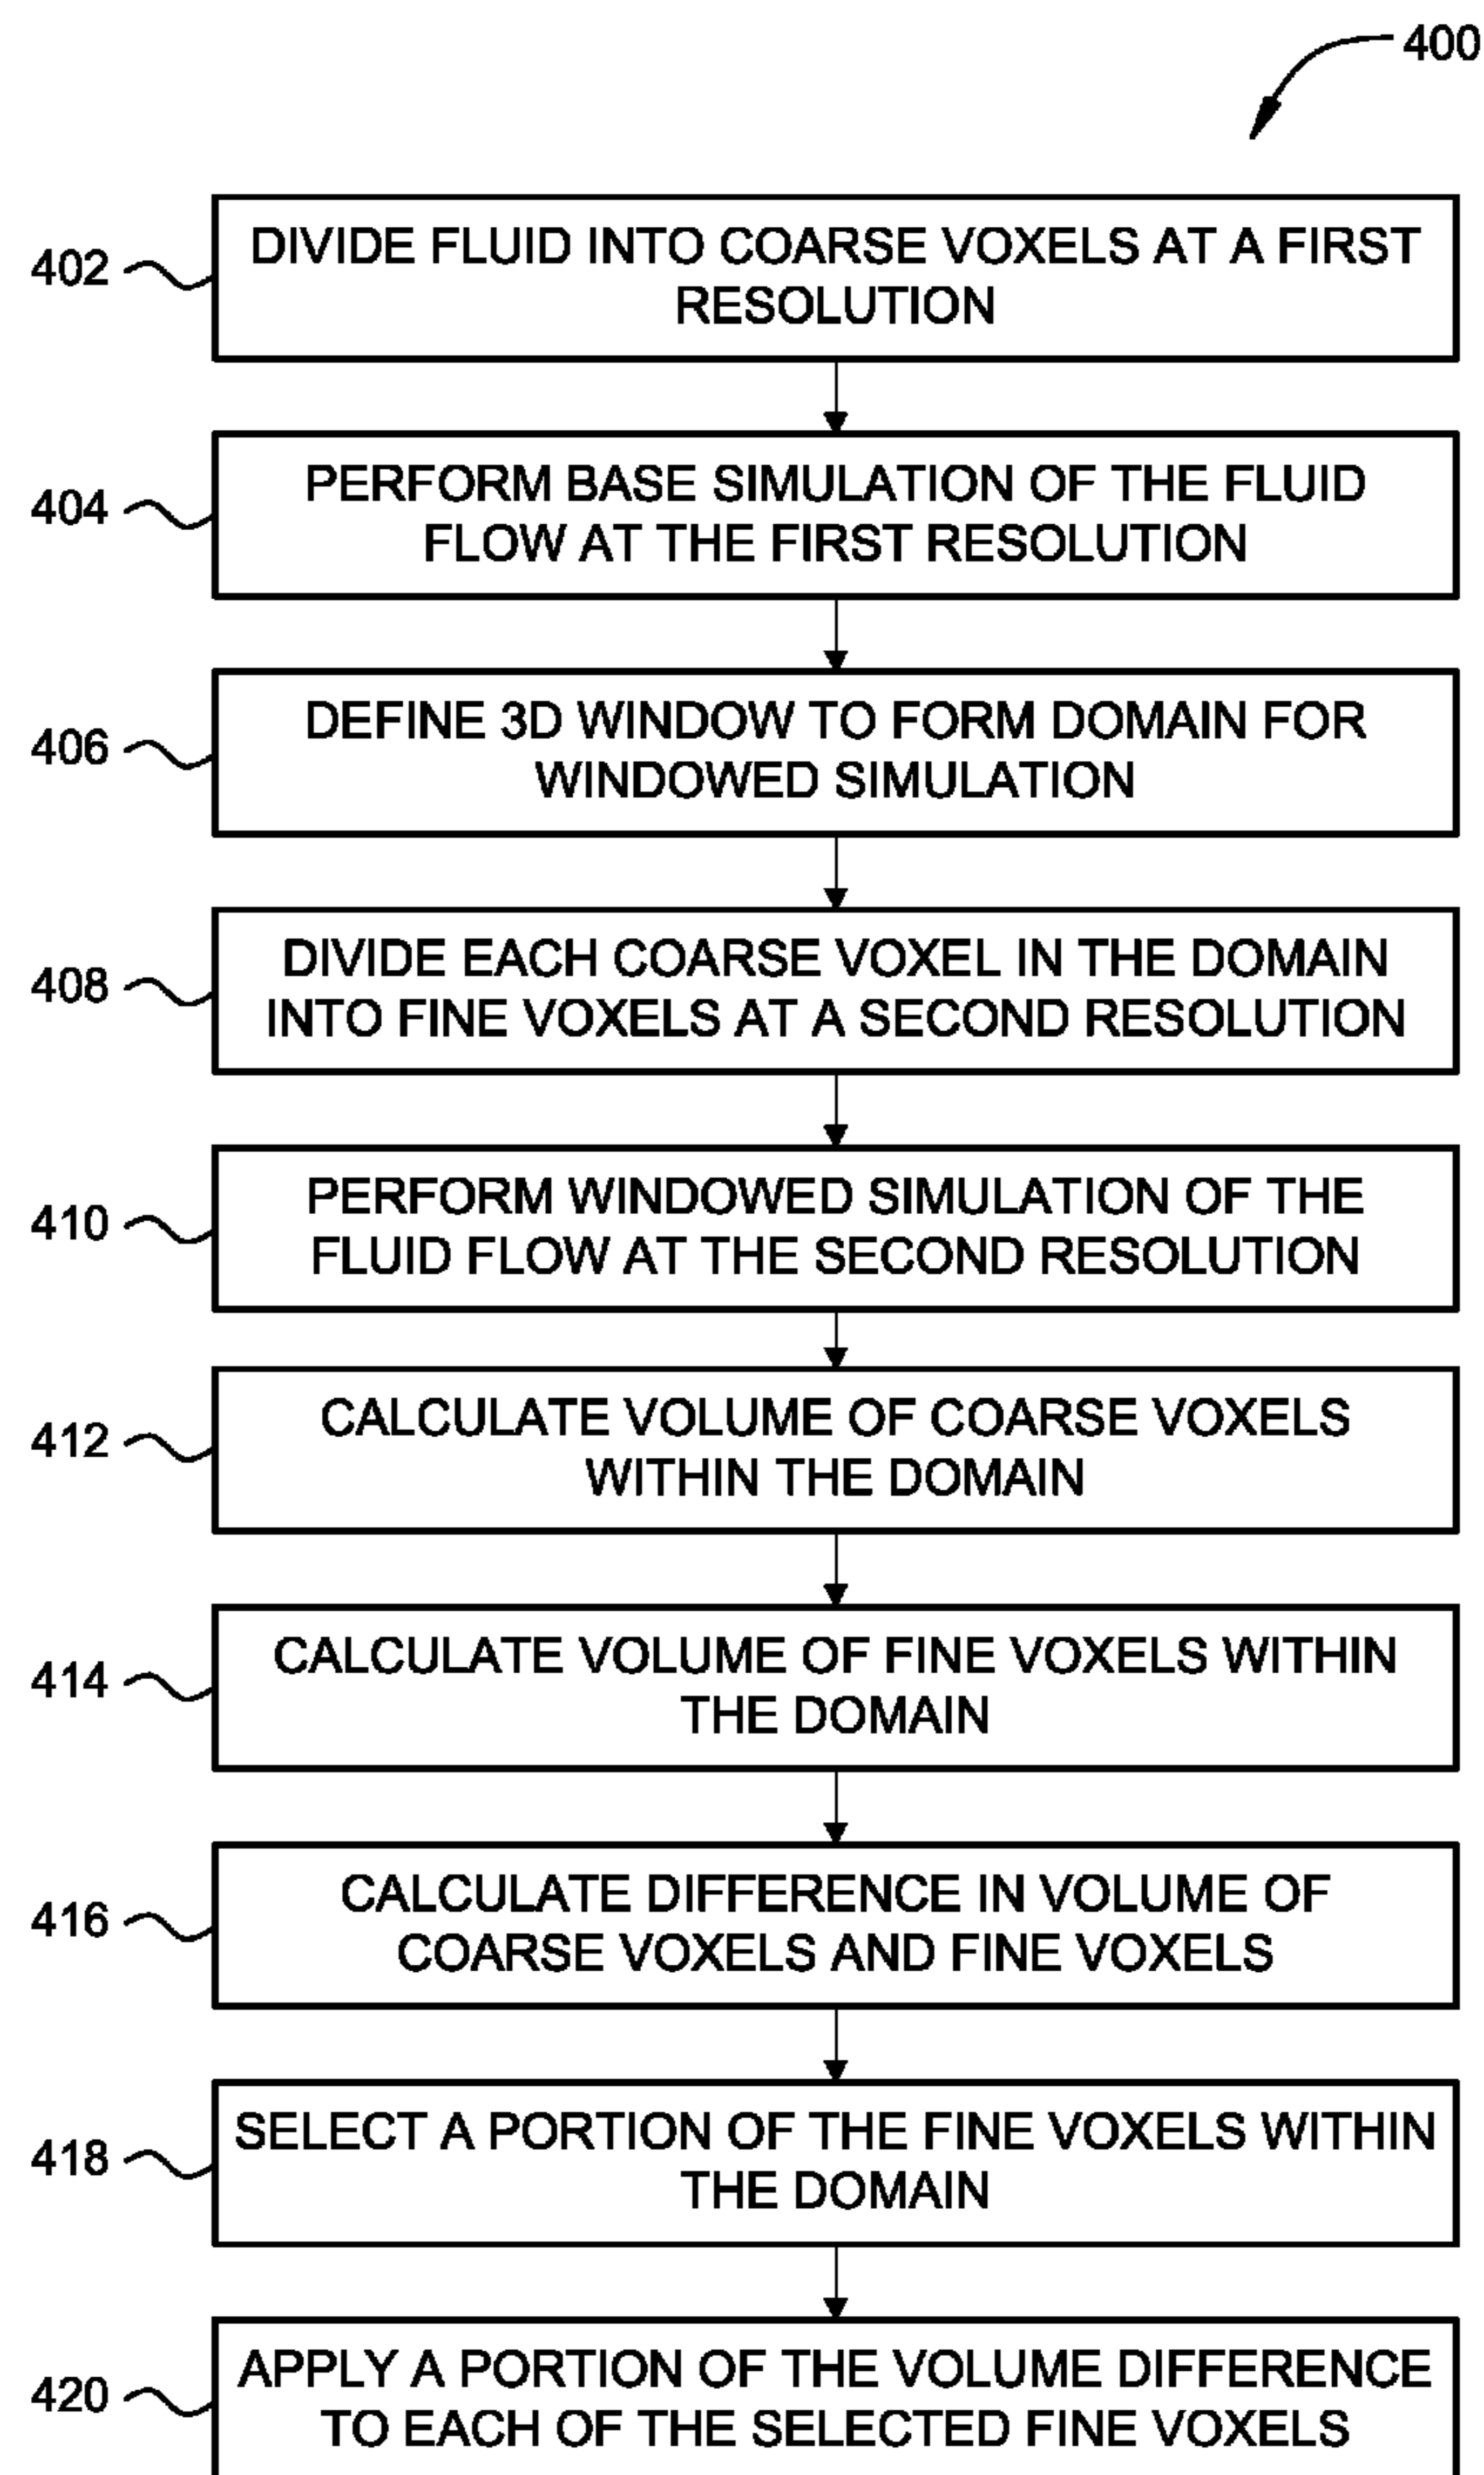 400
402
DIVIDE FLUID INTO COARSE VOXELS AT A FIRST
RESOLUTION
404
PERFORM BASE SIMULATION OF THE FLUID
FLOW AT THE FIRST RESOLUTION
406
DEFINE 3D WINDOW TO FORM DOMAIN FOR
WINDOWED SIMULATION
408
DIVIDE EACH COARSE VOXEL IN THE DOMAIN
INTO FINE VOXELS AT A SECOND RESOLUTION
410
PERFORM WINDOWED SIMULATION OF THE
FLUID FLOW AT THE SECOND RESOLUTION
412
CALCULATE VOLUME OF COARSE VOXELS
WITHIN THE DOMAIN
414
CALCULATE VOLUME OF FINE VOXELS WITHIN
THE DOMAIN
416
CALCULATE DIFFERENCE IN VOLUME OF
COARSE VOXELS AND FINE VOXELS
418
SELECT A PORTION OF THE FINE VOXELS WITHIN
THE DOMAIN
420
APPLY A PORTION OF THE VOLUME DIFFERENCE
TO EACH OF THE SELECTED FINE VOXELS